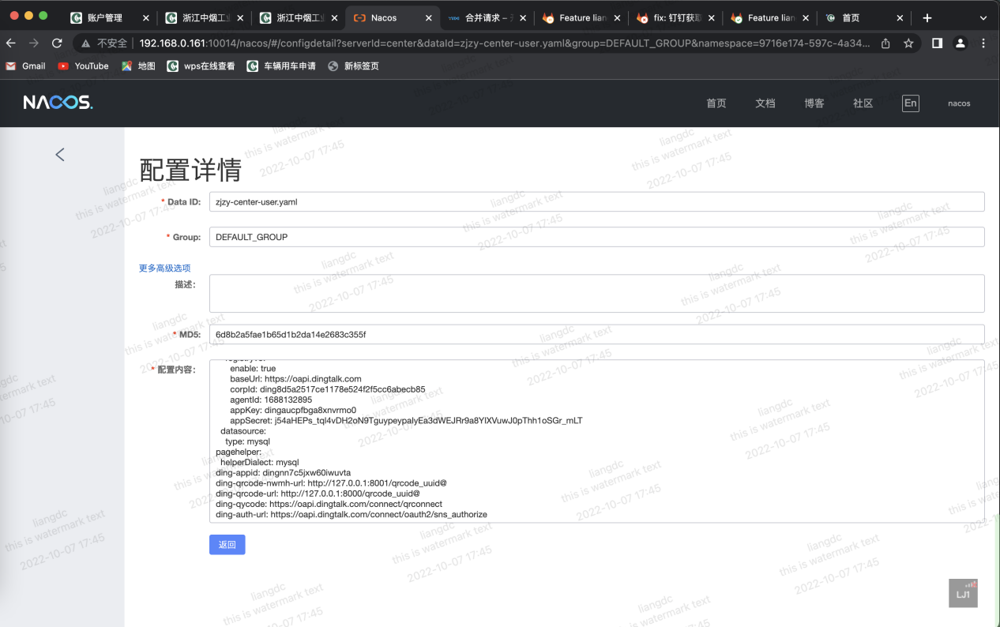 账户管理
浙江中烟工业
浙江中烟工业
Nacos
合并请求 –
Feature lian
fix: 钉钉获取
Feature lian
首页
不安全
192.168.0.161:10014/nacos/#/configdetail?serverId=center&dataId=zjzy-center-user.yaml&group=DEFAULT_GROUP&namespace=9716e174-597c-4a34...
Gmail
YouTube
地图
wps在线查看
车辆用车申请
新标签页
NACOS.
首页
文档
博客
社区
En
nacos
配置详情
* Data ID:
zjzy-center-user.yaml
* Group:
DEFAULT_GROUP
更多高级选项
描述:
* MD5:
6d8b2a5fae1b65d1b2da14e2683c355f
* 配置内容:
enable: true
baseUrl: https://oapi.dingtalk.com
corpId: ding8d5a2517ce1178e524f2f5cc6abecb85
agentId: 1688132895
appKey: dingaucpfbga8xnvrmo0
appSecret: j54aHEPs_tql4vDH2oN9TguypeypalyEa3dWEJRr9a8YlXVuwJ0pThh1oSGr_mLT
datasource:
type: mysql
pagehelper:
helperDialect: mysql
ding-appid: dingnn7c5jxw60iwuvta
ding-qrcode-nwmh-url: http://127.0.0.1:8001/qrcode_uuid@
ding-qrcode-url: http://127.0.0.1:8000/qrcode_uuid@
ding-qycode: https://oapi.dingtalk.com/connect/qrconnect
ding-auth-url: https://oapi.dingtalk.com/connect/oauth2/sns_authorize
返回
LJ1
liangdc
this is watermark text
2022-10-07 17:45